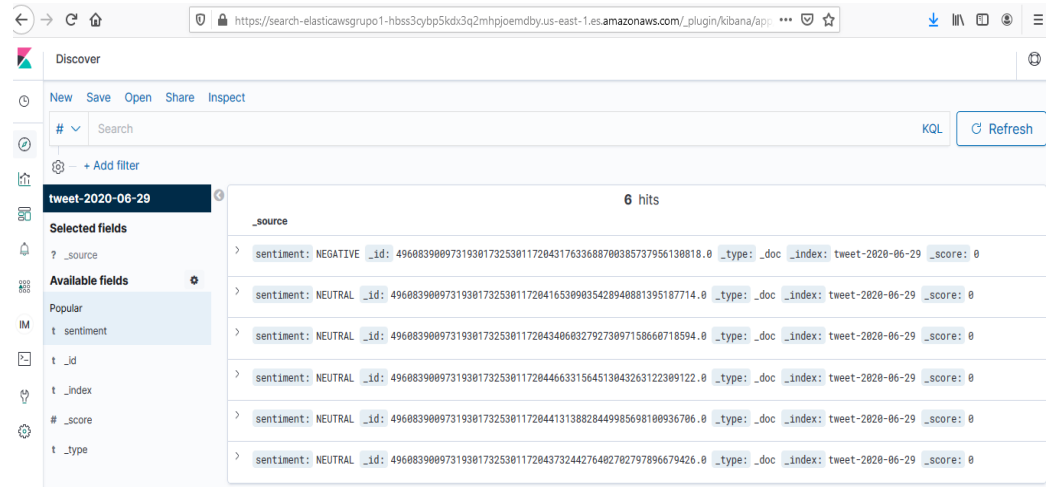 https://search-elasticawsgrupo1-hbss3cybp5kdx3q2mhpjoemdby.us-east-1.es.amazonaws.com/_plugin/kibana/app
Discover
New Save Open Share Inspect
# Search KQL Refresh
+ Add filter
tweet-2020-06-29
Selected fields
? _source
Available fields
Popular
t sentiment
t _id
t _index
# _score
t _type
IM
6 hits
_source
sentiment: NEGATIVE _id: 49608390097319301732530117204317633688700385737956130818.0 _type: _doc _index: tweet-2020-06-29 _score: 0
sentiment: NEUTRAL _id: 49608390097319301732530117204165309035428940881395187714.0 _type: _doc _index: tweet-2020-06-29 _score: 0
sentiment: NEUTRAL _id: 49608390097319301732530117204340603279273097158660718594.0 _type: _doc _index: tweet-2020-06-29 _score: 0
sentiment: NEUTRAL _id: 49608390097319301732530117204466331564513043263122309122.0 _type: _doc _index: tweet-2020-06-29 _score: 0
sentiment: NEUTRAL _id: 49608390097319301732530117204413138828449985698100936706.0 _type: _doc _index: tweet-2020-06-29 _score: 0
sentiment: NEUTRAL _id: 49608390097319301732530117204373244276402702797896679426.0 _type: _doc _index: tweet-2020-06-29 _score: 0